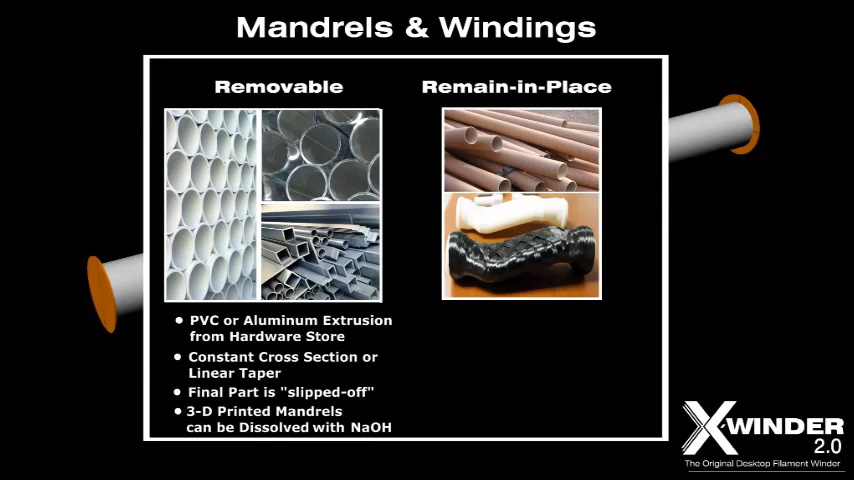 Mandrels & Windings
Removable
Remain-in-Place
• PVC or Aluminum Extrusion
from Hardware Store
• Constant Cross Section or
Linear Taper
• Final Part is "slipped-off"
• 3-D Printed Mandrels
can be Dissolved with NaOH
X-WINDER
2.0
The Original Desktop Filament Winder